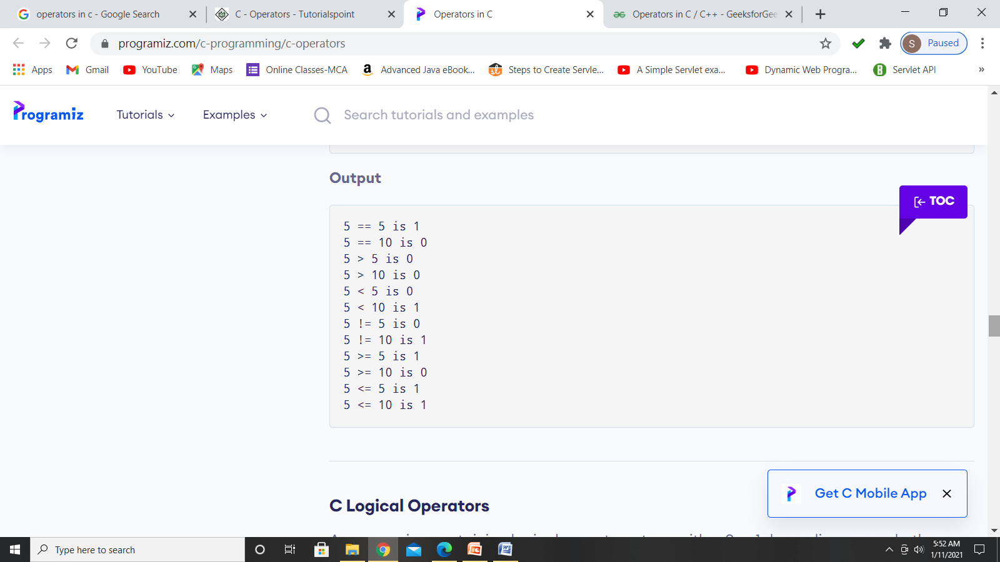 operators in c - Google Search
C - Operators - Tutorialspoint
Operators in C
Operators in C / C++ - GeeksforGee
programiz.com/c-programming/c-operators
S Paused
Apps Gmail YouTube Maps Online Classes-MCA Advanced Java eBook... Steps to Create Servle... A Simple Servlet exa... Dynamic Web Progra... Servlet API »
Programiz Tutorials Examples Search tutorials and examples
Output
TOC
5 == 5 is 1
5 == 10 is 0
5 > 5 is 0
5 > 10 is 0
5 < 5 is 0
5 < 10 is 1
5 != 5 is 0
5 != 10 is 1
5 >= 5 is 1
5 >= 10 is 0
5 <= 5 is 1
5 <= 10 is 1
Get C Mobile App
C Logical Operators
Type here to search
5:52 AM
1/11/2021